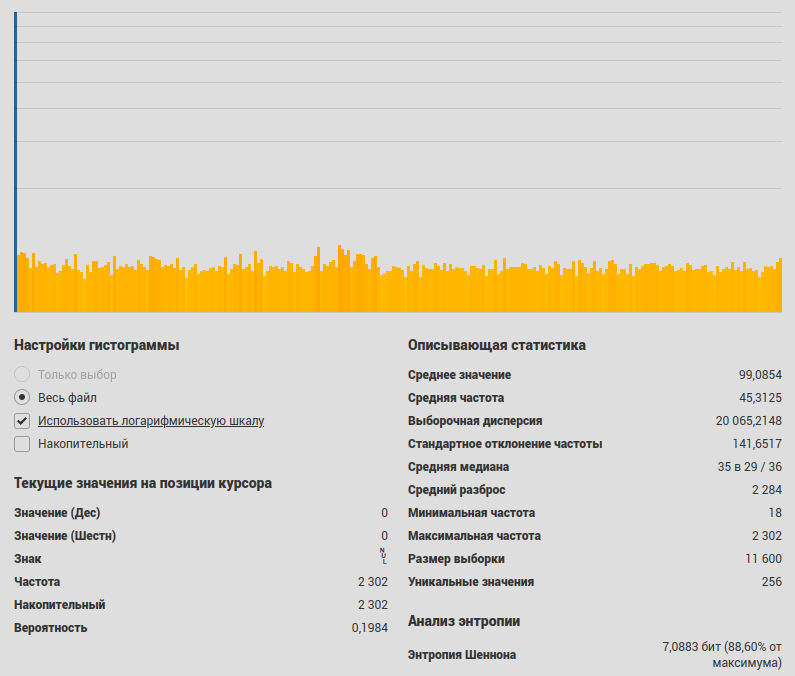 Настройки гистограммы
Только выбор
Весь файл
Использовать логарифмическую шкалу
Накопительный
Текущие значения на позиции курсора
Значение (Дес) 0
Значение (Шестн) 0
Знак NUL
Частота 2 302
Накопительный 2 302
Вероятность 0,1984
Описывающая статистика
Среднее значение 99,0854
Средняя частота 45,3125
Выборочная дисперсия 20 065,2148
Стандартное отклонение частоты 141,6517
Средняя медиана 35 в 29 / 36
Средний разброс 2 284
Минимальная частота 18
Максимальная частота 2 302
Размер выборки 11 600
Уникальные значения 256
Анализ энтропии
Энтропия Шеннона 7,0883 бит (88,60% от
максимума)